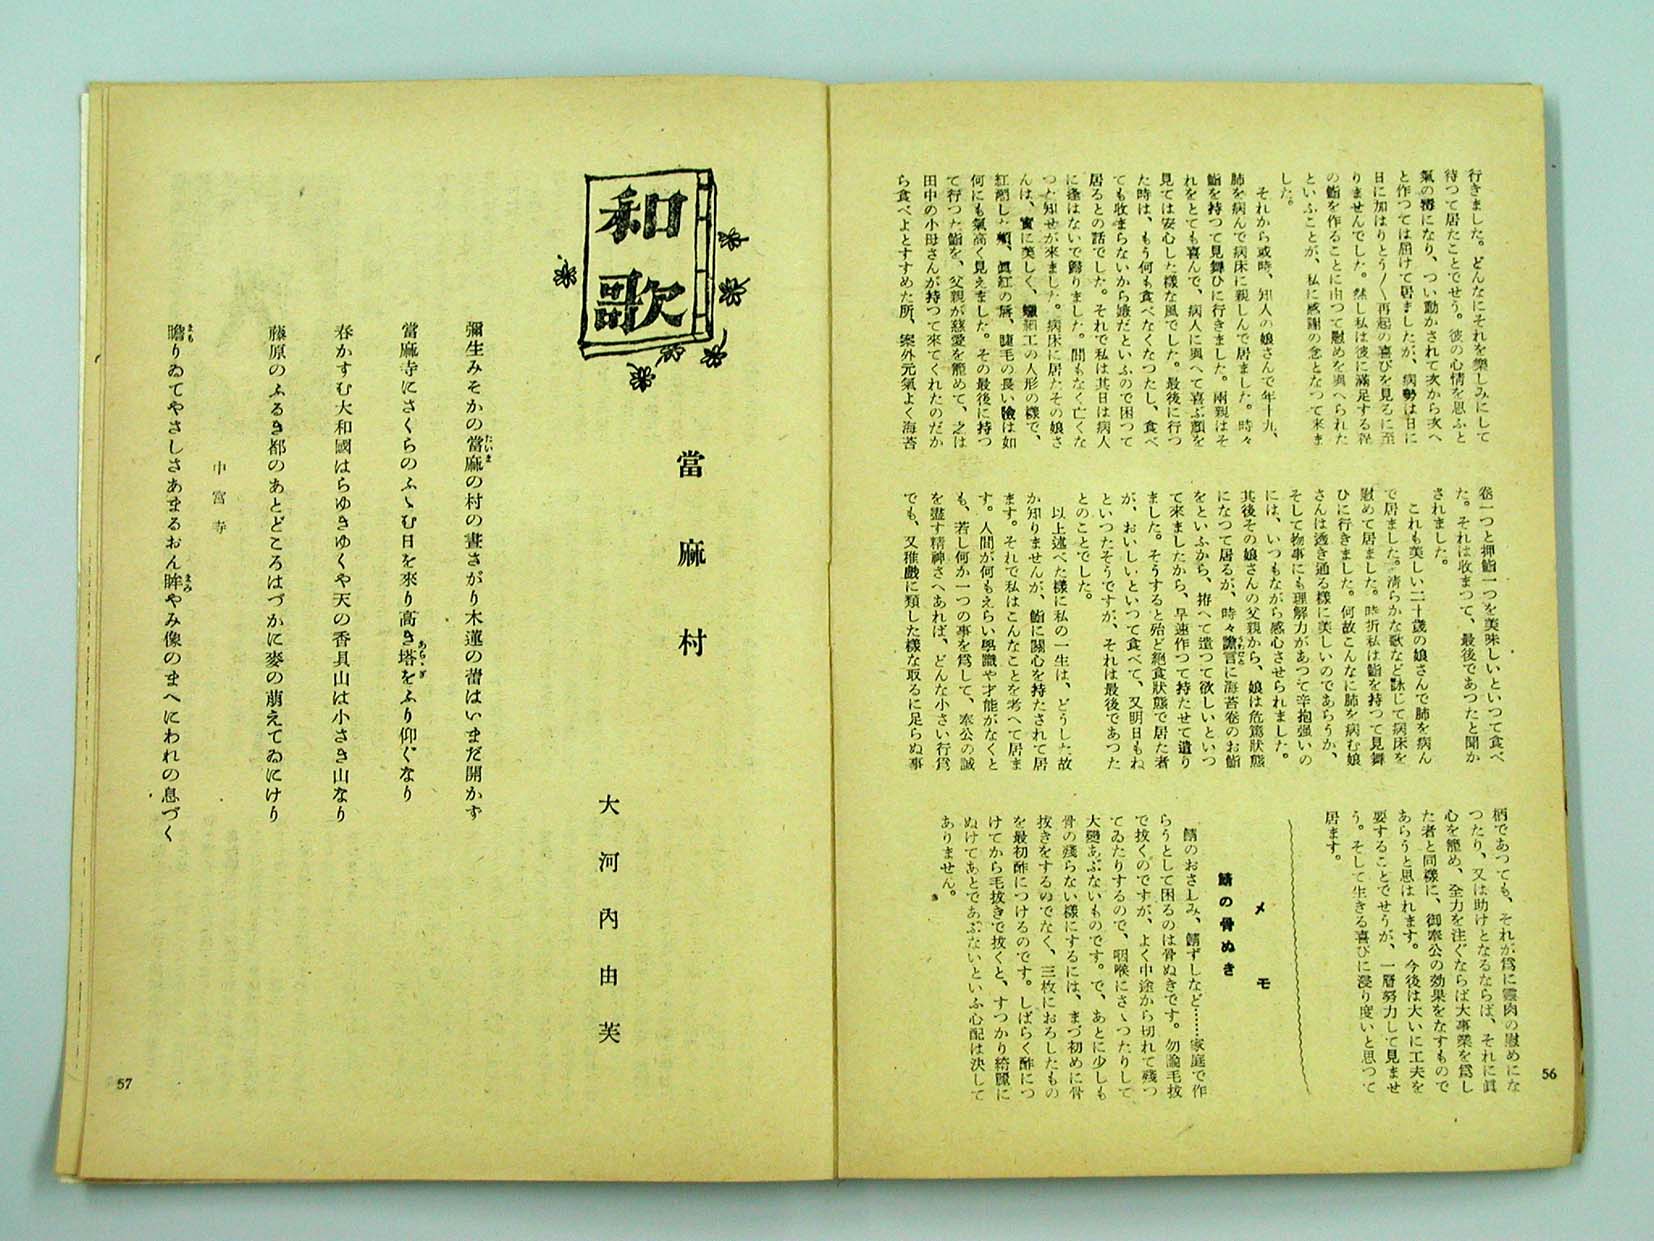 行きました。どんなにそれを樂しみにして
待つて居たことでせう。彼の心情を思ふと
氣の毒になり、つい動かされて次から次へ
と作つては屆けて居ましたが、病勢は日に
日に加はりとう〳〵再起の喜びを見るに至
りませんでした。然し私は彼に滿足する程
の鮨を作ることに由つて慰めを與へられた
といふことが、私に感謝の念となつて來ま
した。
それから或時、知人の娘さんで年十九、
肺を病んで病床に親しんで居ました。時々
鮨を持つて見舞ひに行きました。兩親はそ
れをとても喜んで、病人に與へて喜ぶ顏を
見ては安心した樣な風でした。最後に行つ
た時は、もう何も食べなくなつたし、食べ
ても收まらないから嫌だといふので困つて
居るとの話でした。それで私は其日は病人
に逢はないで歸りました。間もなく亡くな
つた知せが來ました。病床に居たその娘さ
んは、實に美しく、蠟細工の人形の樣で、
紅潮した頰、眞紅の唇、睫毛の長い瞼は如
何にも氣高く見えました。その最後に持つ
て行つた鮨を、父親が慈愛を籠めて、之は
田中の小母さんが持つて來てくれたのだか
ら食べよとすすめた所、案外元氣よく海苔
卷一つと押鮨一つを美味しいといつて食べ
た。それは收まつて、最後であつたと聞か
されました。
これも美しい二十歲の娘さんで肺を病ん
で居ました。淸らかな歌など詠じて病床を
慰めて居ました。時折私は鮨を持つて見舞
ひに行きました。何故こんなに肺を病む娘
さんは透き通る樣に美しいのであらうか、
そして物事にも理解力があつて辛抱强いの
には、いつもながら感心させられました。
其後その娘さんの父親から、娘は危篤狀態
になつて居るが、時々譫言に海苔卷のお鮨
をといふから、拵へて遣つて欲しいといつ
て來ましたから、早速作つて持たせて遣り
ました。そうすると殆ど絕食狀態で居た者
が、おいしいといつて食べて、又明日もね
といつたそうですが、それは最後であつた
とのことでした。
以上述べた樣に私の一生は、どうした故
か知りませんが、鮨に關心を持たされて居
ます。それで私はこんなことを考へて居ま
す。人間が何もえらい學識や才能がなくと
も、若し何か一つの事を爲して、奉公の誠
を盡す精神さへあれば、どんな小さい行爲
でも、又稚戲に類した樣な取るに足らぬ事
柄であつても、それが爲に靈肉の慰めにな
つたり、又は助けとなるならば、それに眞
心を籠め、全力を注ぐならば大事業を爲し
た者と同樣に、御奉公の効果をなすもので
あらうと思はれます。今後は大いに工夫を
要することでせうが、一層努力して見ませ
う。そして生きる喜びに浸り度いと思つて
居ます。
メモ
鯖の骨ぬき
鯖のおさしみ、鯖ずしなど……家庭で作
らうとして困るのは骨ぬきです。勿論毛拔
で拔くのですが、よく中途から切れて殘つ
てゐたりするので、咽喉にさゝつたりして
大變あぶないものです。で、あとに少しも
骨の殘らない樣にするには、まづ初めに骨
拔きをするのでなく、三枚におろしたもの
を最初酢につけるのです。しばらく酢につ
けてから毛拔きで拔くと、すつかり綺麗に
ぬけてあとであぶないといふ心配は決して
ありません。
56
和歌
當麻村
大河內由芙
彌生みそかの當麻の村の晝さがり木蓮の蕾はいまだ開かず
當麻寺にさくらのふゝむ日を來り高き塔をふり仰ぐなり
春かすむ大和國はらゆきゆくや天の香具山は小さき山なり
藤原のふるき都のあとどころはづかに麥の萠えてゐにけり
中宮寺
瞻りゐてやさしさあまるおん眸やみ像のまへにわれの息づく
57